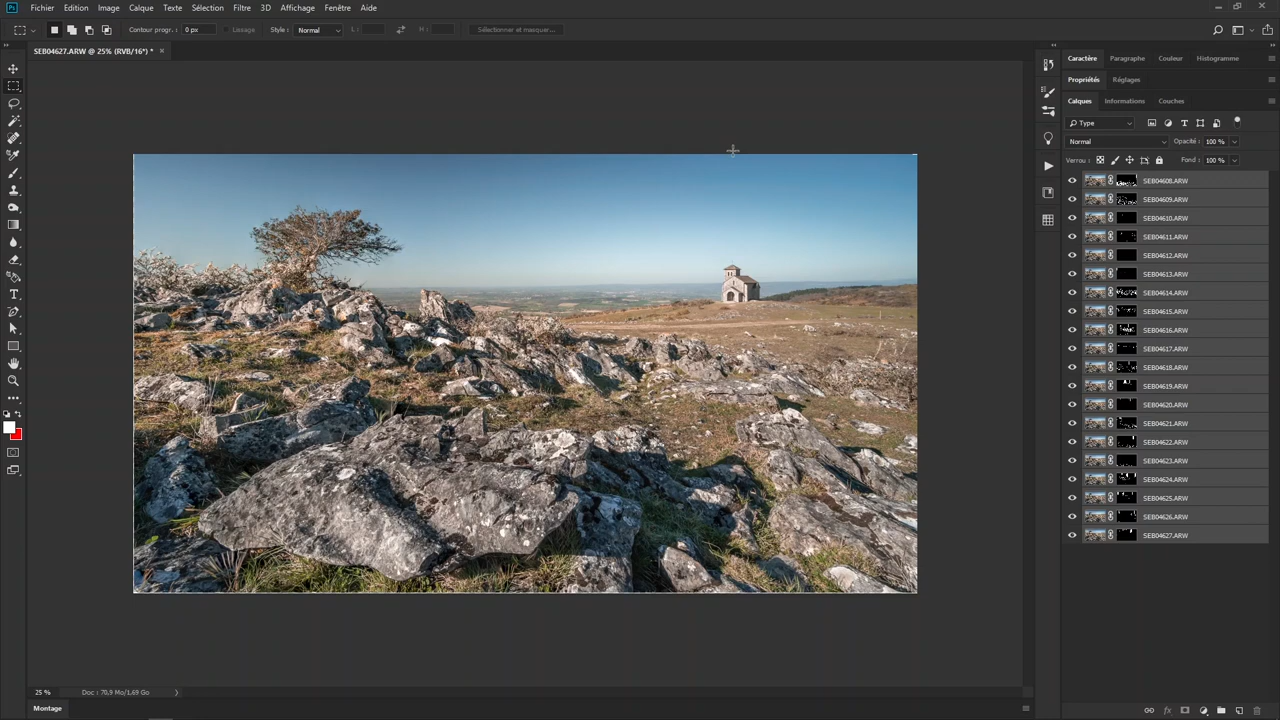 Ps Fichier Edition Image Calque Texte Sélection Filtre 3D Affichage Fenêtre Aide
Contour progr. : 0 px Lissage Style : Normal L : H : Sélectionner et masquer...
SEB04627.ARW @ 25% (RVB/16*) * ×
Caractère Paragraphe Couleur Histogramme
Propriétés Réglages
Calques Informations Couches
Type
Normal Opacité : 100 %
Verrou : Fond : 100 %
SEB04608.ARW
SEB04609.ARW
SEB04610.ARW
SEB04611.ARW
SEB04612.ARW
SEB04613.ARW
SEB04614.ARW
SEB04615.ARW
SEB04616.ARW
SEB04617.ARW
SEB04618.ARW
SEB04619.ARW
SEB04620.ARW
SEB04621.ARW
SEB04622.ARW
SEB04623.ARW
SEB04624.ARW
SEB04625.ARW
SEB04626.ARW
SEB04627.ARW
25 % Doc : 70,9 Mo/1,69 Go
Montage